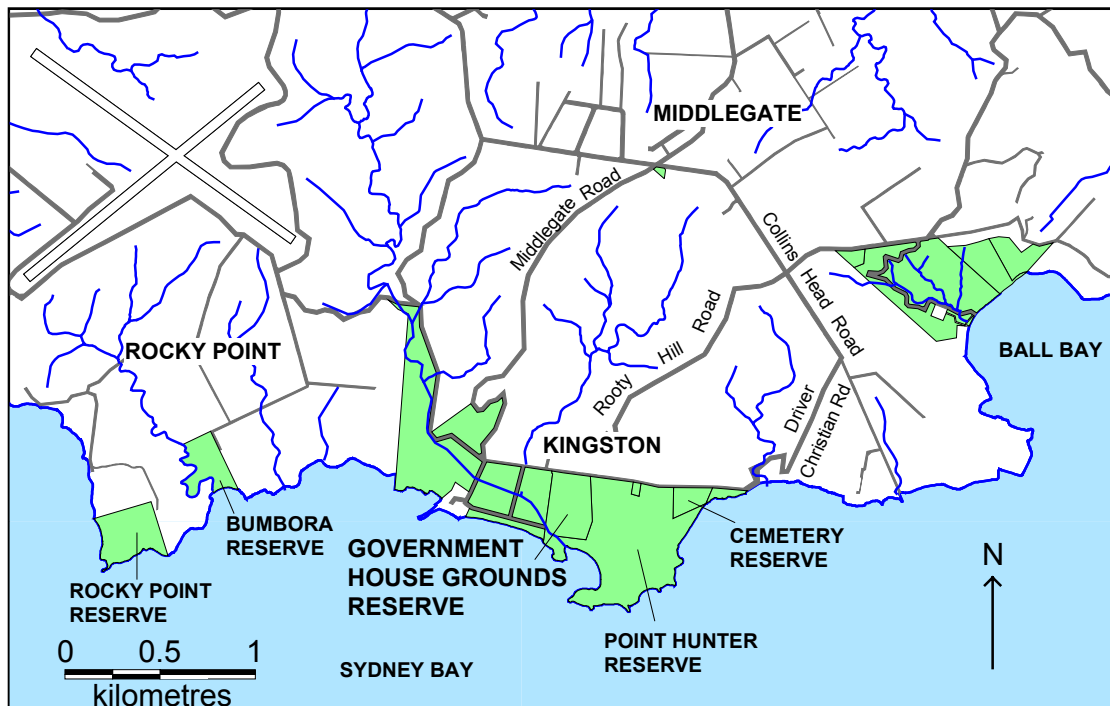 MIDDLEGATE
Middlegate Road
Collins Head Road
Rooty Hill Road
ROCKY POINT
BALL BAY
Driver
Christian Rd
KINGSTON
BUMBORA
RESERVE
GOVERNMENT
HOUSE GROUNDS
RESERVE
CEMETERY
RESERVE
ROCKY POINT
RESERVE
POINT HUNTER
RESERVE
N
0 0.5 1
kilometres
SYDNEY BAY